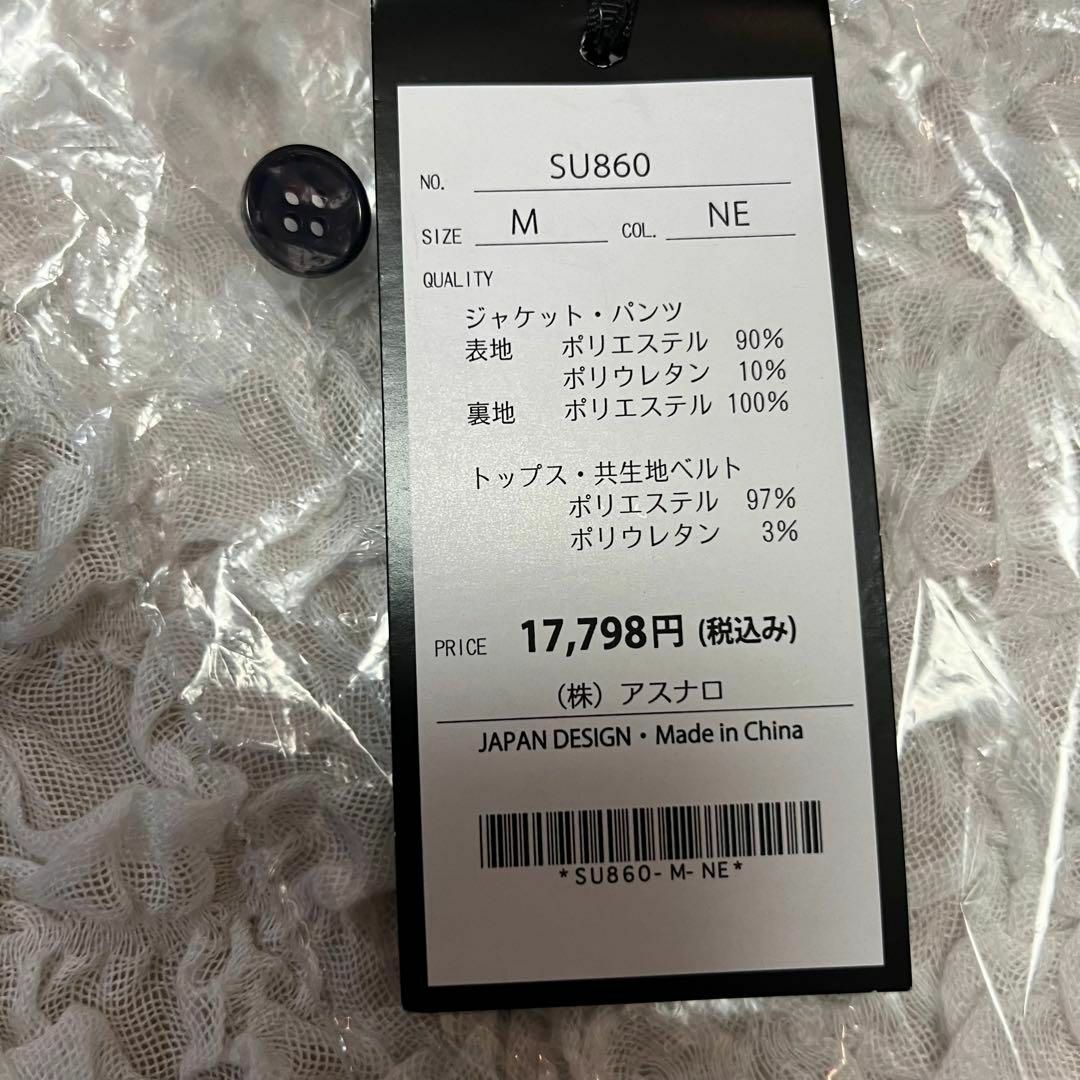 NO. SU860
SIZE M COL. NE
QUALITY
ジャケット・パンツ
表地 ポリエステル 90%
ポリウレタン 10%
裏地 ポリエステル 100%
トップス・共生地ベルト
ポリエステル 97%
ポリウレタン 3%
PRICE 17,798円 (税込み)
（株）アスナロ
JAPAN DESIGN・Made in China
*SU860-M-NE*